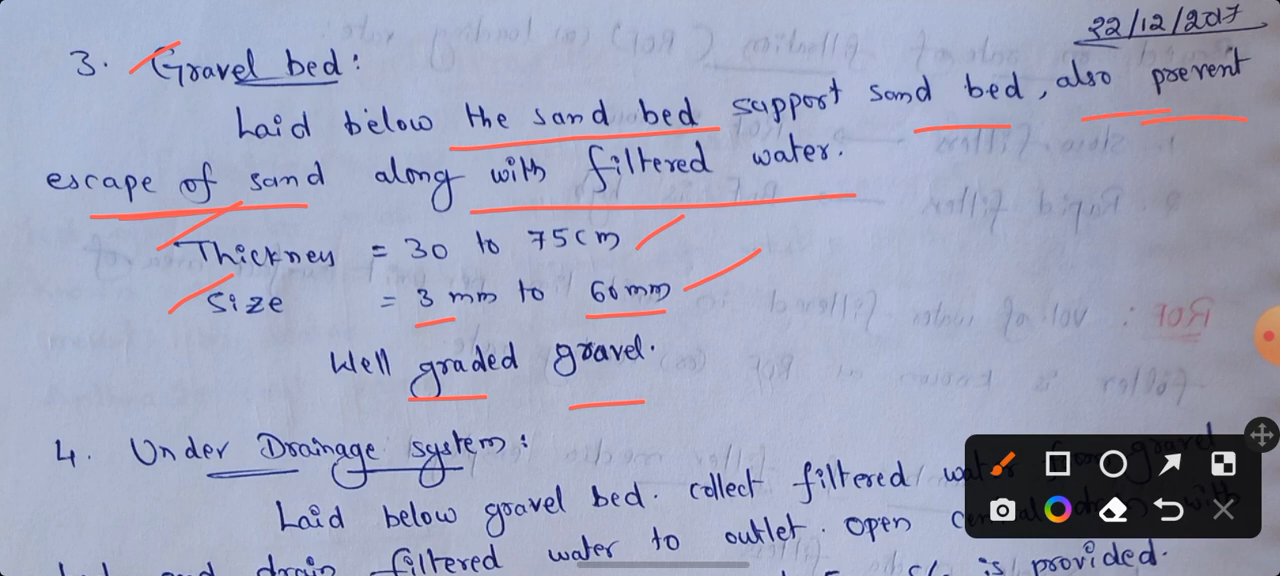 22/12/2017
3. Gravel bed:
Laid below the sand bed support sand bed, also prevent
escape of sand along with filtered water.
Thickness = 30 to 75cm
Size = 3 mm to 60mm
Well graded gravel.
4. Under Drainage system:
Laid below gravel bed. collect filtered water gravel
drain filtered water to outlet. open
is provided.